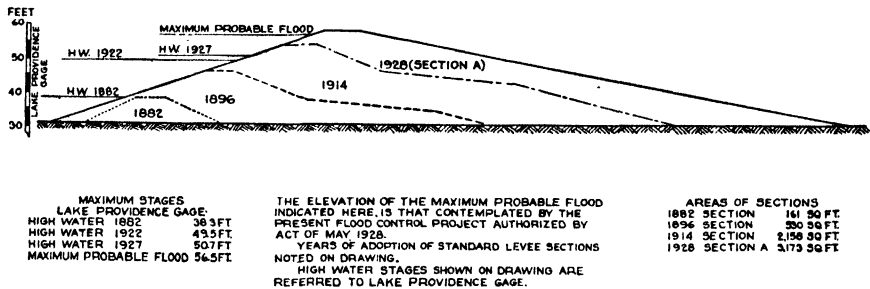 FEET
60
50
40
30
LAKE PROVIDENCE
GAGE
MAXIMUM PROBABLE FLOOD
H.W. 1922
H.W. 1927
H.W. 1882
1882
1896
1914
1928 (SECTION A)
MAXIMUM STAGES
LAKE PROVIDENCE GAGE:
HIGH WATER 1882 38.3 FT
HIGH WATER 1922 49.5 FT.
HIGH WATER 1927 50.7 FT
MAXIMUM PROBABLE FLOOD 56.5 FT.
THE ELEVATION OF THE MAXIMUM PROBABLE FLOOD
INDICATED HERE, IS THAT CONTEMPLATED BY THE
PRESENT FLOOD CONTROL PROJECT AUTHORIZED BY
ACT OF MAY 1928.
YEARS OF ADOPTION OF STANDARD LEVEE SECTIONS
NOTED ON DRAWING.
HIGH WATER STAGES SHOWN ON DRAWING ARE
REFERRED TO LAKE PROVIDENCE GAGE.
AREAS OF SECTIONS
1882 SECTION 161 SQ FT.
1896 SECTION 550 SQ FT.
1914 SECTION 2,158 SQ FT.
1928 SECTION A 3,173 SQ FT.